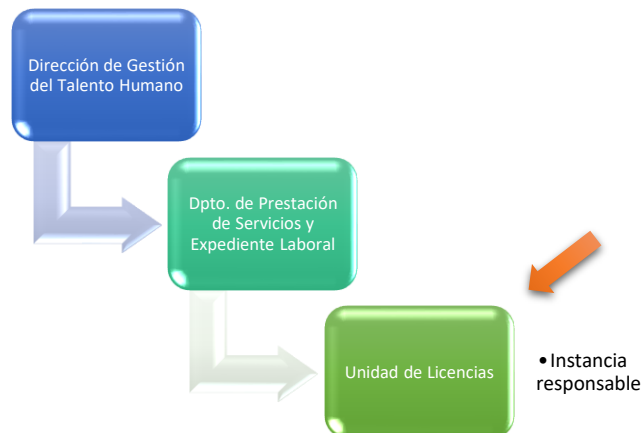 Dirección de Gestión
del Talento Humano
Dpto. de Prestación
de Servicios y
Expediente Laboral
Unidad de Licencias
•Instancia
responsable